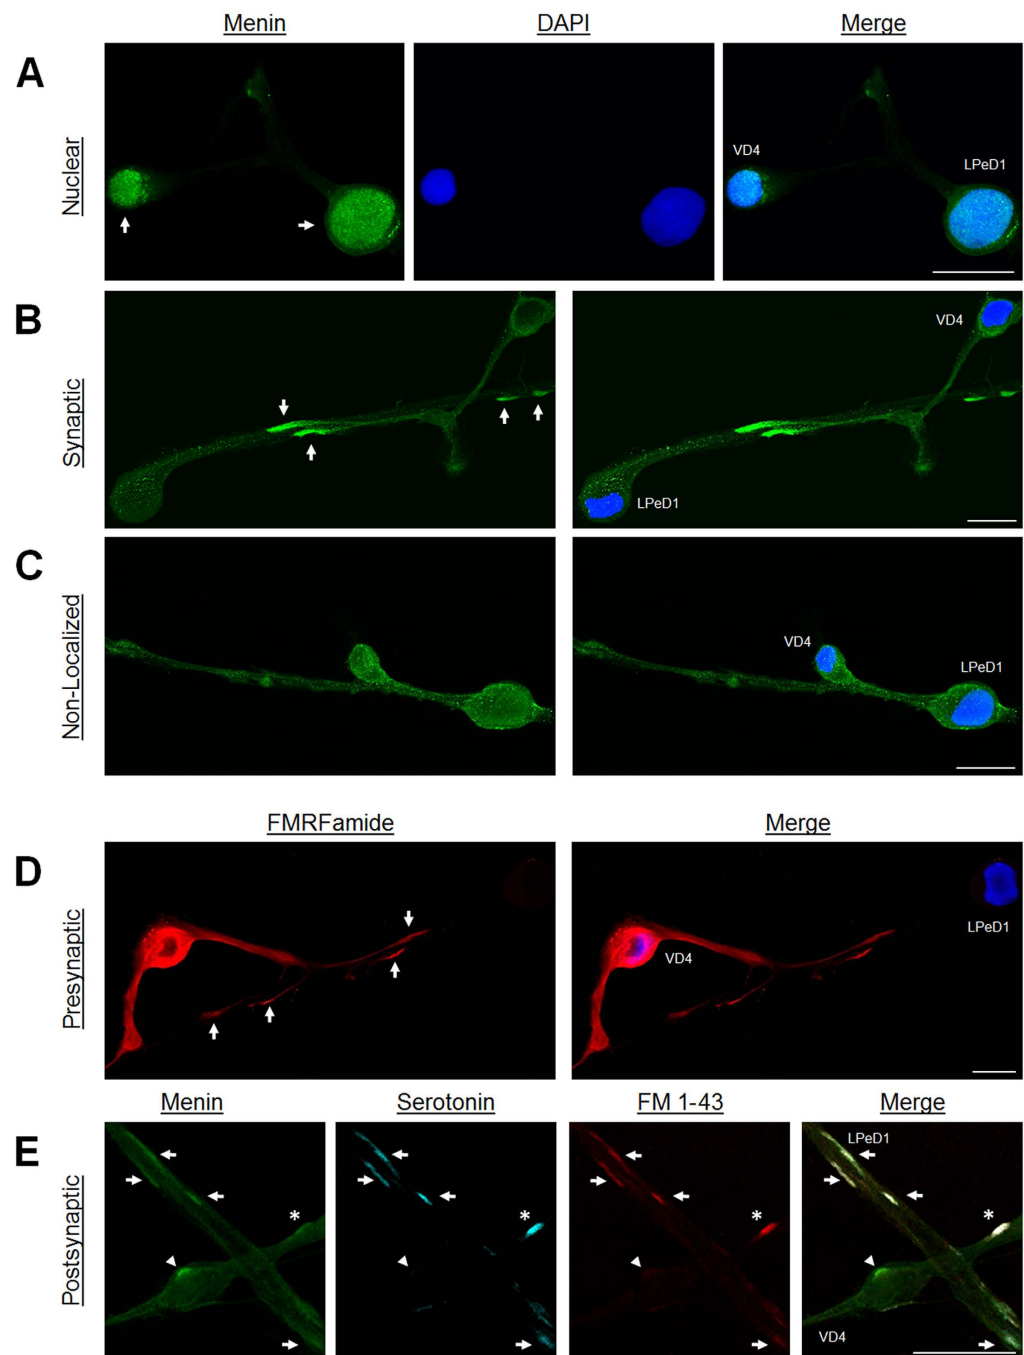 Menin DAPI Merge
A
Nuclear
VD4
LPeD1
B
Synaptic
VD4
LPeD1
C
Non-Localized
VD4
LPeD1
FMRFamide Merge
D
Presynaptic
VD4
LPeD1
Menin Serotonin FM 1-43 Merge
E
Postsynaptic
LPeD1
* * * *
VD4